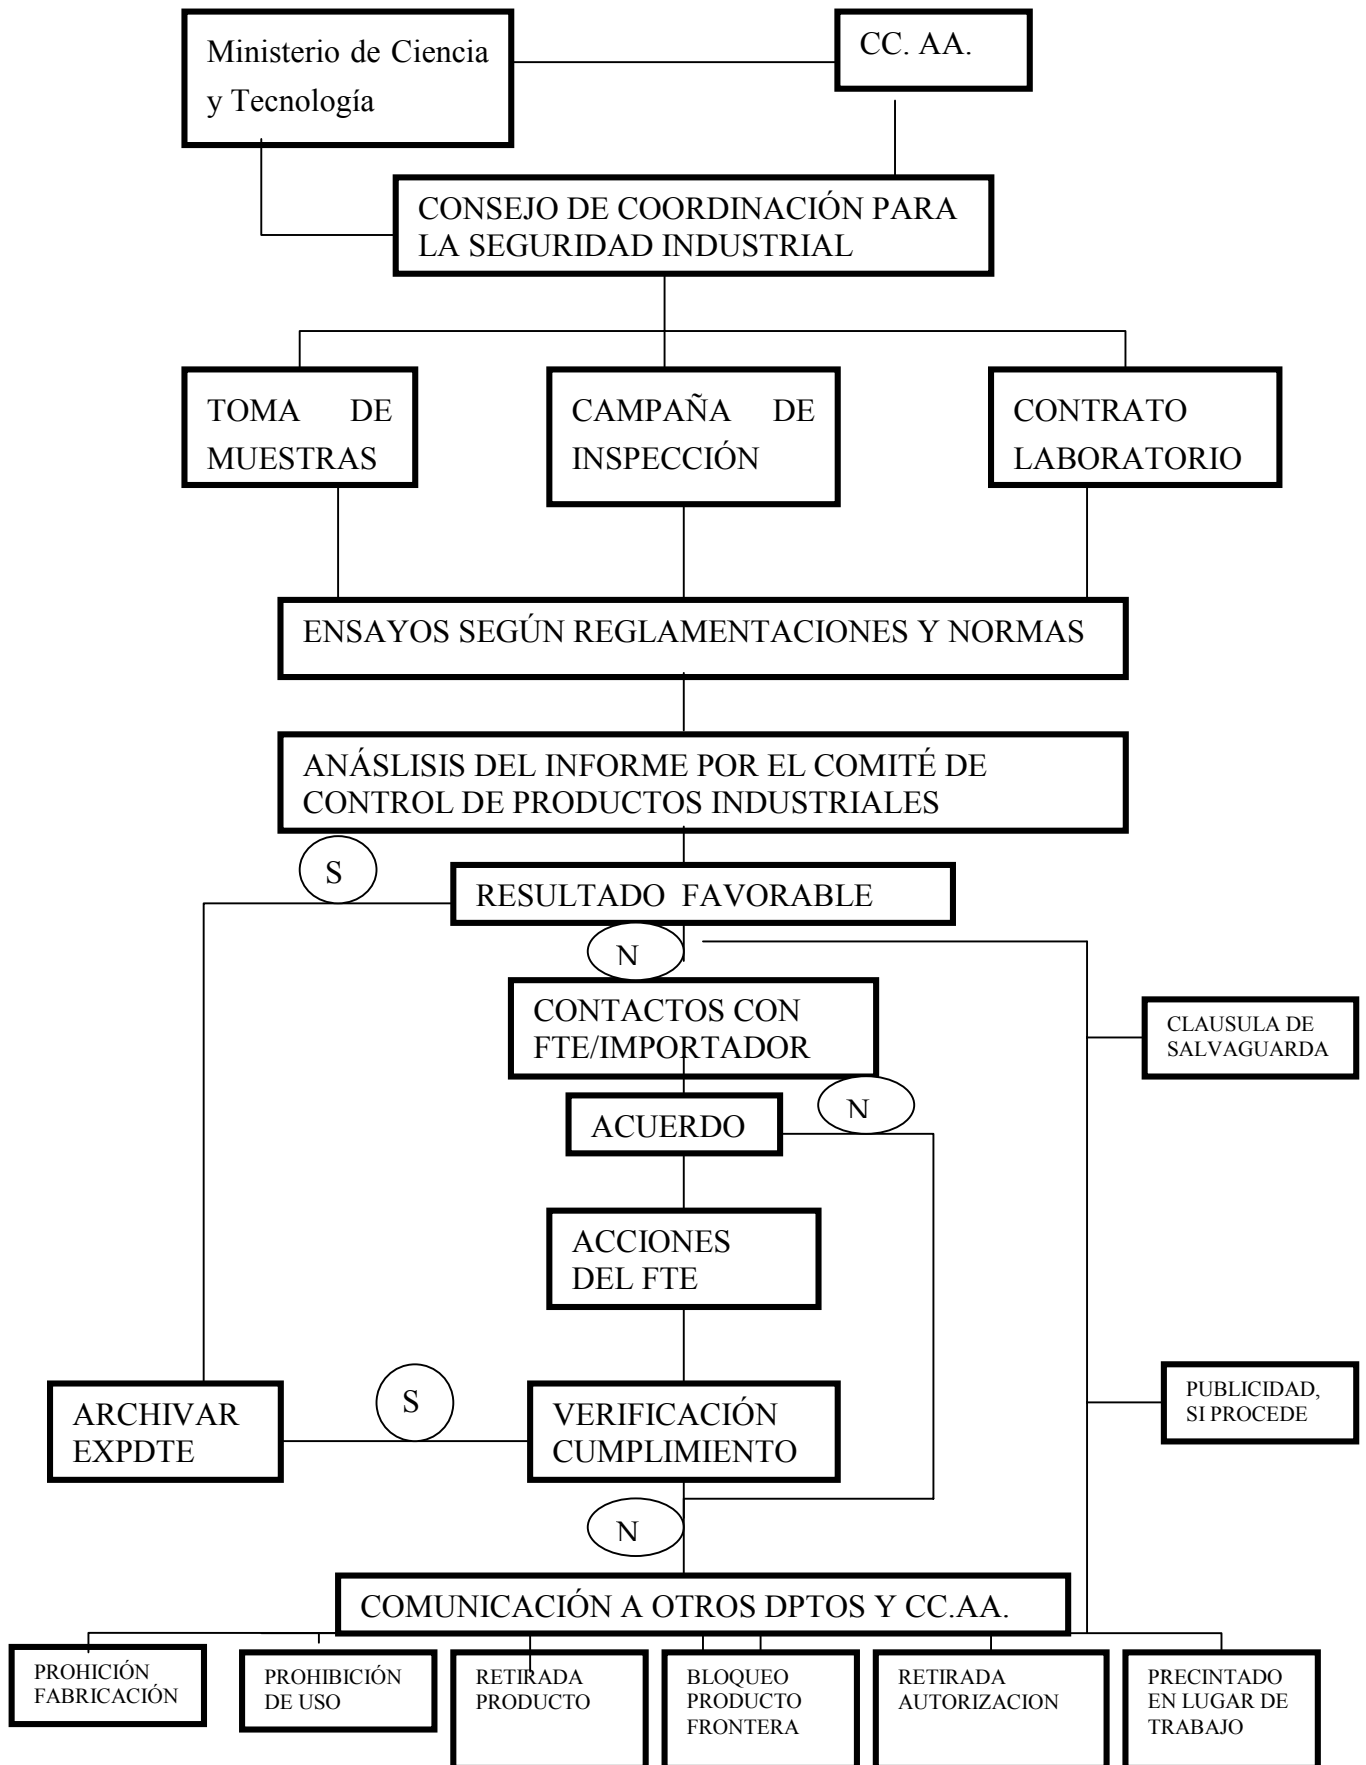 Ministerio de Ciencia
y Tecnología
CC. AA.
CONSEJO DE COORDINACIÓN PARA
LA SEGURIDAD INDUSTRIAL
TOMA DE
MUESTRAS
CAMPAÑA DE
INSPECCIÓN
CONTRATO
LABORATORIO
ENSAYOS SEGÚN REGLAMENTACIONES Y NORMAS
ANÁSLISIS DEL INFORME POR EL COMITÉ DE
CONTROL DE PRODUCTOS INDUSTRIALES
S
RESULTADO FAVORABLE
N
CONTACTOS CON
FTE/IMPORTADOR
CLAUSULA DE
SALVAGUARDA
N
ACUERDO
ACCIONES
DEL FTE
PUBLICIDAD,
SI PROCEDE
ARCHIVAR
EXPDTE
S
VERIFICACIÓN
CUMPLIMIENTO
N
COMUNICACIÓN A OTROS DPTOS Y CC.AA.
PROHICIÓN
FABRICACIÓN
PROHIBICIÓN
DE USO
RETIRADA
PRODUCTO
BLOQUEO
PRODUCTO
FRONTERA
RETIRADA
AUTORIZACION
PRECINTADO
EN LUGAR DE
TRABAJO